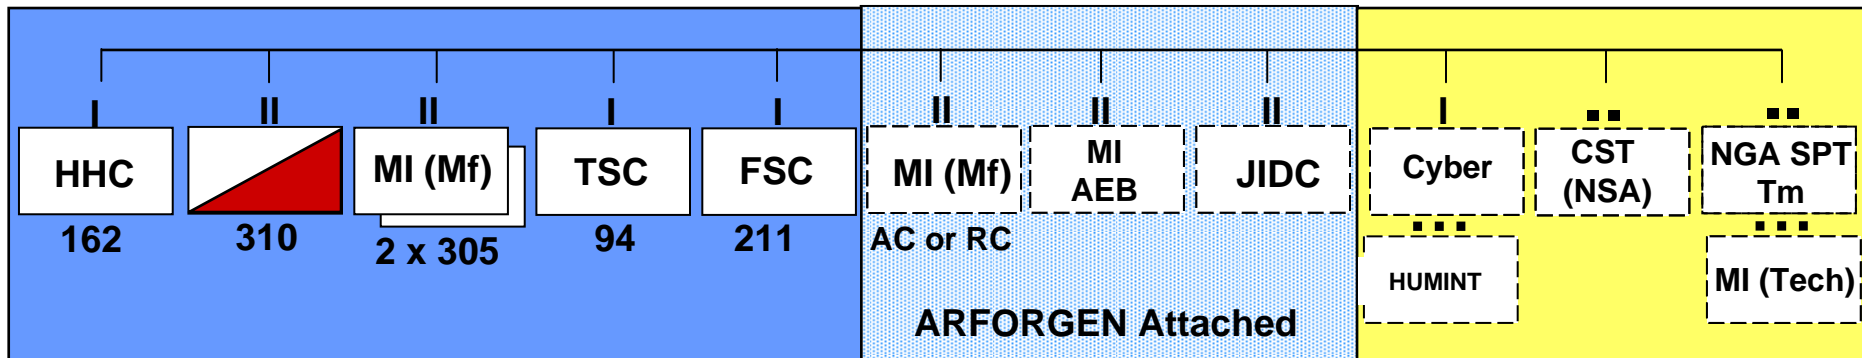 I II II I I II II II I
HHC MI (Mf) TSC FSC MI (Mf) MI AEB JIDC Cyber CST (NSA) NGA SPT Tm
162 310 2 x 305 94 211 AC or RC
HUMINT MI (Tech)
ARFORGEN Attached